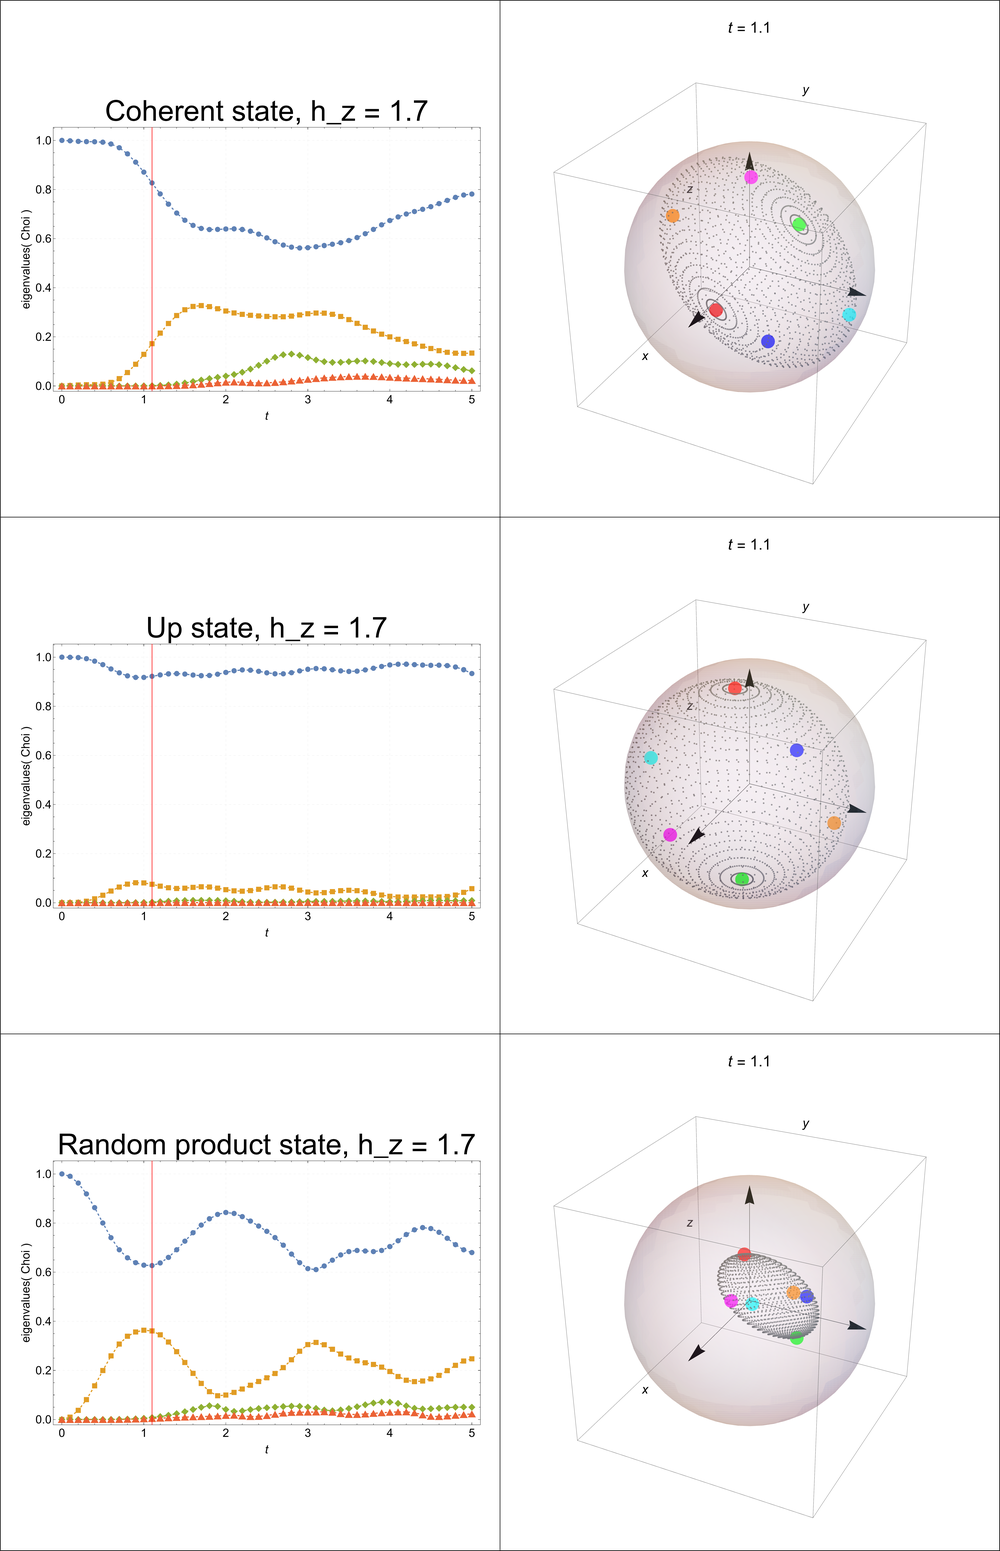 t = 1.1
Coherent state, h_z = 1.7
eigenvalues( Choi )
1.0
0.8
0.6
0.4
0.2
0.0
0 1 2 3 4 5
t
y
z
x
t = 1.1
Up state, h_z = 1.7
eigenvalues( Choi )
1.0
0.8
0.6
0.4
0.2
0.0
0 1 2 3 4 5
t
y
z
x
t = 1.1
Random product state, h_z = 1.7
eigenvalues( Choi )
1.0
0.8
0.6
0.4
0.2
0.0
0 1 2 3 4 5
t
y
z
x